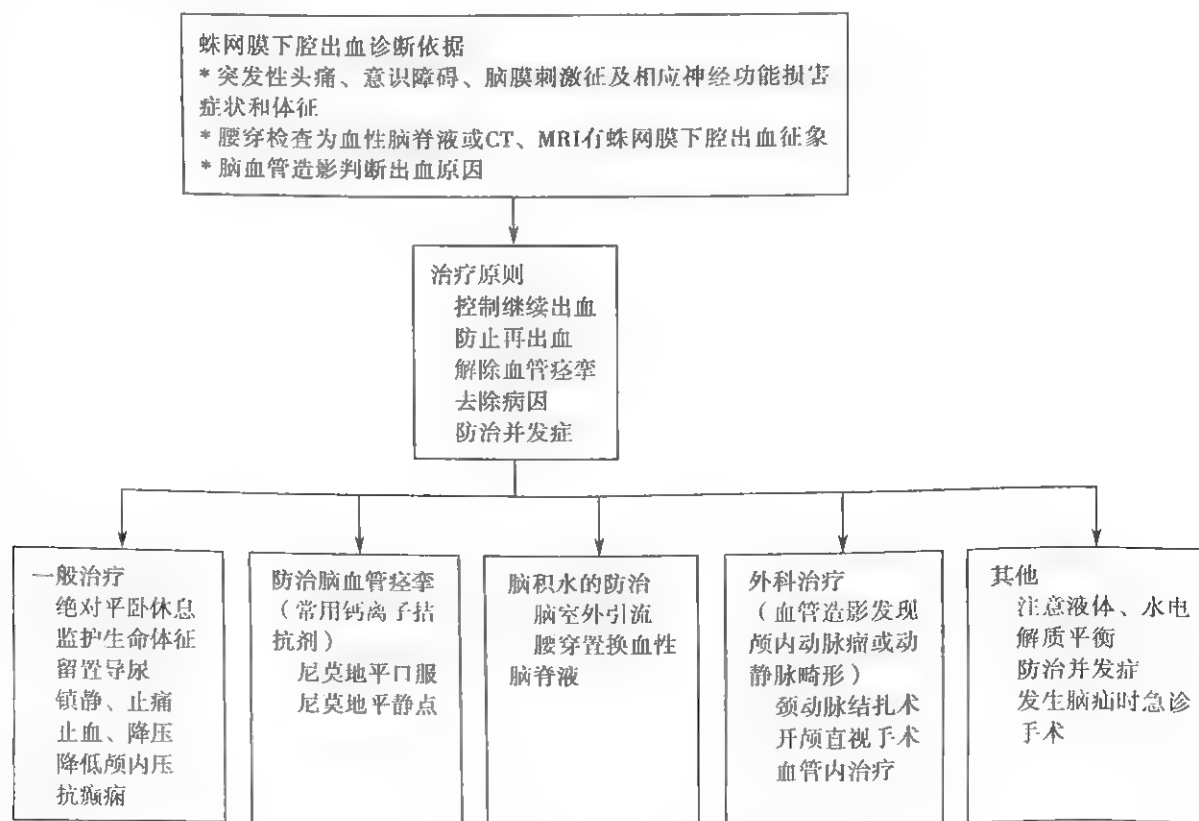 蛛网膜下腔出血诊断依据
*突发性头痛、意识障碍、脑膜刺激征及相应神经功能损害
症状和体征
*腰穿检查为血性脑脊液或CT、MRI有蛛网膜下腔出血征象
*脑血管造影判断出血原因
治疗原则
控制继续出血
防止再出血
解除血管痉挛
去除病因
防治并发症
一般治疗
绝对平卧休息
监护生命体征
留置导尿
镇静、止痛
止血、降压
降低颅内压
抗癫痫
防治脑血管痉挛
（常用钙离子拮
抗剂）
尼莫地平口服
尼莫地平静点
脑积水的防治
脑室外引流
腰穿置换血性
脑脊液
外科治疗
（血管造影发现
颅内动脉瘤或动
静脉畸形）
颈动脉结扎术
开颅直视手术
血管内治疗
其他
注意液体、水电
解质平衡
防治并发症
发生脑疝时急诊
手术